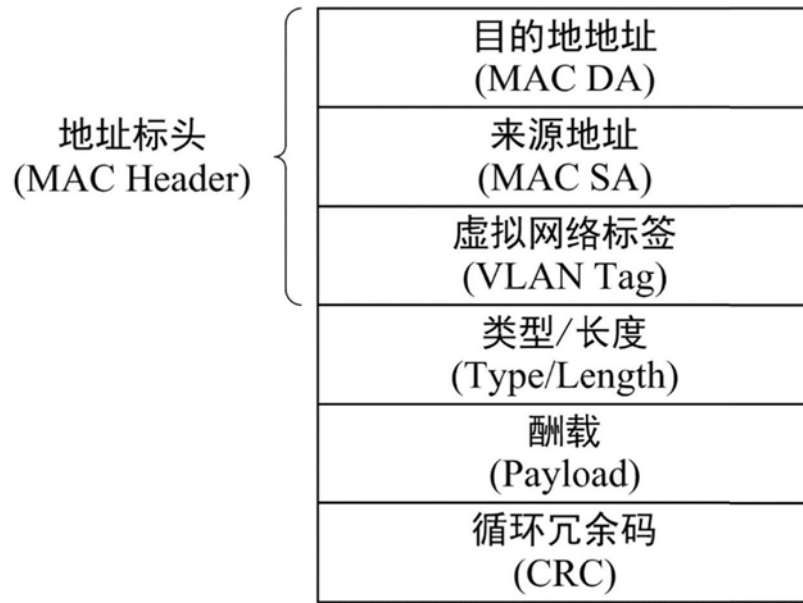 地址标头
(MAC Header)
目的地地址
(MAC DA)
来源地址
(MAC SA)
虚拟网络标签
(VLAN Tag)
类型/长度
(Type/Length)
酬载
(Payload)
循环冗余码
(CRC)